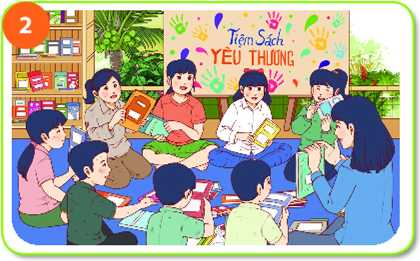 2
Tiệm Sách
YÊU THƯƠNG